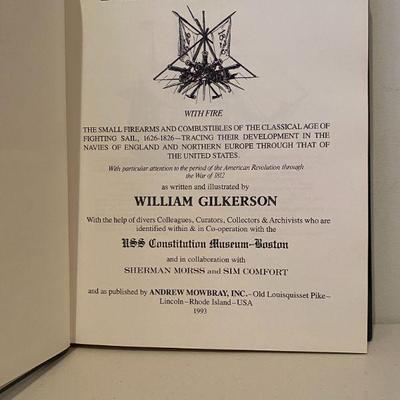 WITH FIRE
THE SMALL FIREARMS AND COMBUSTIBLES OF THE CLASSICAL AGE OF
FIGHTING SAIL, 1626-1826—TRACING THEIR DEVELOPMENT IN THE
NAVIES OF ENGLAND AND NORTHERN EUROPE THROUGH THAT OF
THE UNITED STATES.
With particular attention to the period of the American Revolution through
the War of 1812
as written and illustrated by
WILLIAM GILKERSON
With the help of divers Colleagues, Curators, Collectors & Archivists who are
identified within & in Co-operation with the
USS Constitution Museum—Boston
and in collaboration with
SHERMAN MORSS and SIM COMFORT
and as published by ANDREW MOWBRAY, INC.—Old Louisquisset Pike—
Lincoln—Rhode Island—USA
1993